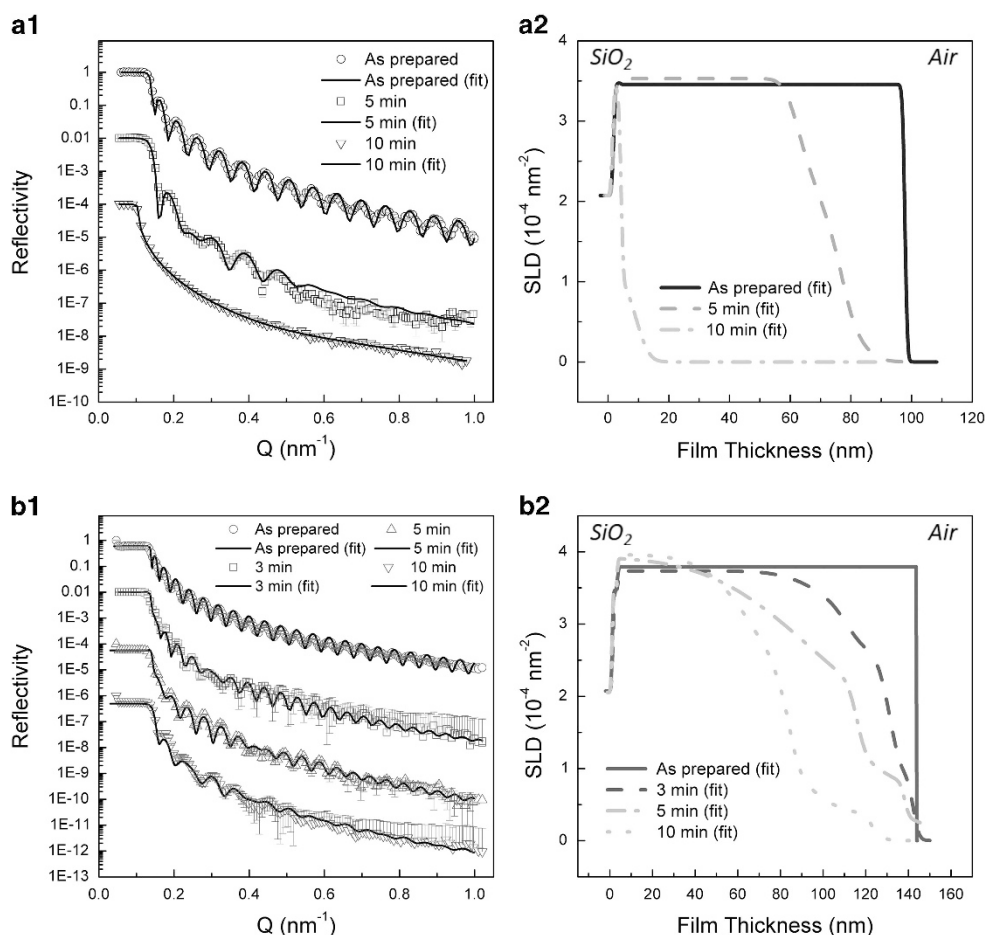 a1
As prepared
As prepared (fit)
5 min
5 min (fit)
10 min
10 min (fit)
1
0.1
0.01
1E-3
1E-4
1E-5
1E-6
1E-7
1E-8
1E-9
1E-10
Reflectivity
0.0 0.2 0.4 0.6 0.8 1.0
Q (nm⁻¹)
a2
SiO₂ Air
4
3
2
1
0
SLD (10⁻⁴ nm⁻²)
As prepared (fit)
5 min (fit)
10 min (fit)
0 20 40 60 80 100 120
Film Thickness (nm)
b1
As prepared 5 min
As prepared (fit) 5 min (fit)
3 min 10 min
3 min (fit) 10 min (fit)
1
0.1
0.01
1E-3
1E-4
1E-5
1E-6
1E-7
1E-8
1E-9
1E-10
1E-11
1E-12
1E-13
Reflectivity
0.0 0.2 0.4 0.6 0.8 1.0
Q (nm⁻¹)
b2
SiO₂ Air
4
3
2
1
0
SLD (10⁻⁴ nm⁻²)
As prepared (fit)
3 min (fit)
5 min (fit)
10 min (fit)
0 20 40 60 80 100 120 140 160
Film Thickness (nm)